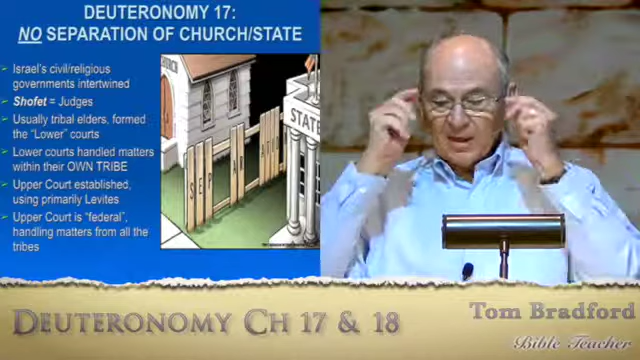 DEUTERONOMY 17:
NO SEPARATION OF CHURCH/STATE
Israel's civil/religious
governments intertwined
Shofet = Judges
Usually tribal elders, formed
the "Lower" courts
Lower courts handled matters
within their OWN TRIBE
Upper Court established,
using primarily Levites
Upper Court is "federal",
handling matters from all the
tribes
CHURCH
STATE
DEUTERONOMY CH 17 & 18
Tom Bradford
Bible Teacher